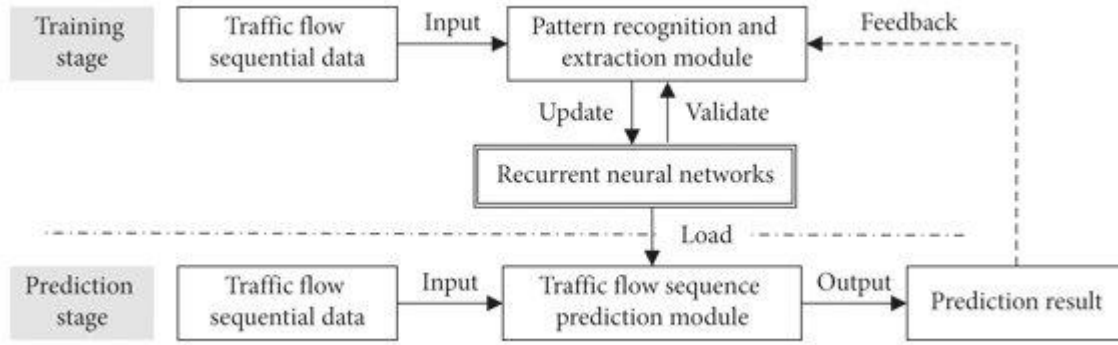 Training
stage
Traffic flow
sequential data
Input
Pattern recognition and
extraction module
Feedback
Update
Validate
Recurrent neural networks
Load
Prediction
stage
Traffic flow
sequential data
Input
Traffic flow sequence
prediction module
Output
Prediction result